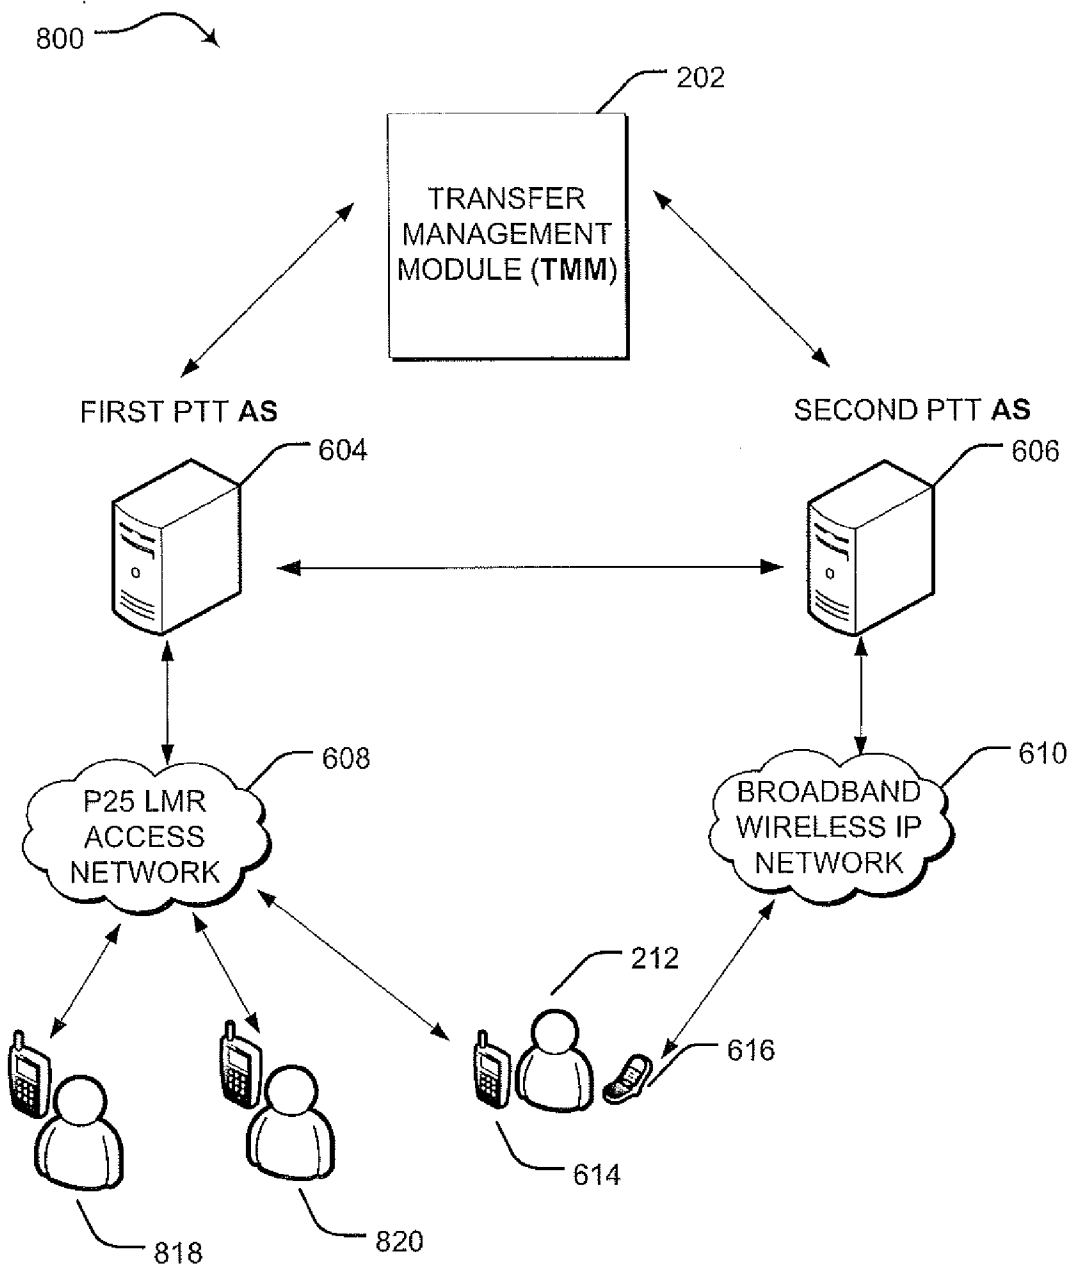 800
202
TRANSFER
MANAGEMENT
MODULE (TMM)
FIRST PTT AS
SECOND PTT AS
604
606
608
610
P25 LMR
ACCESS
NETWORK
BROADBAND
WIRELESS IP
NETWORK
212
616
614
818
820